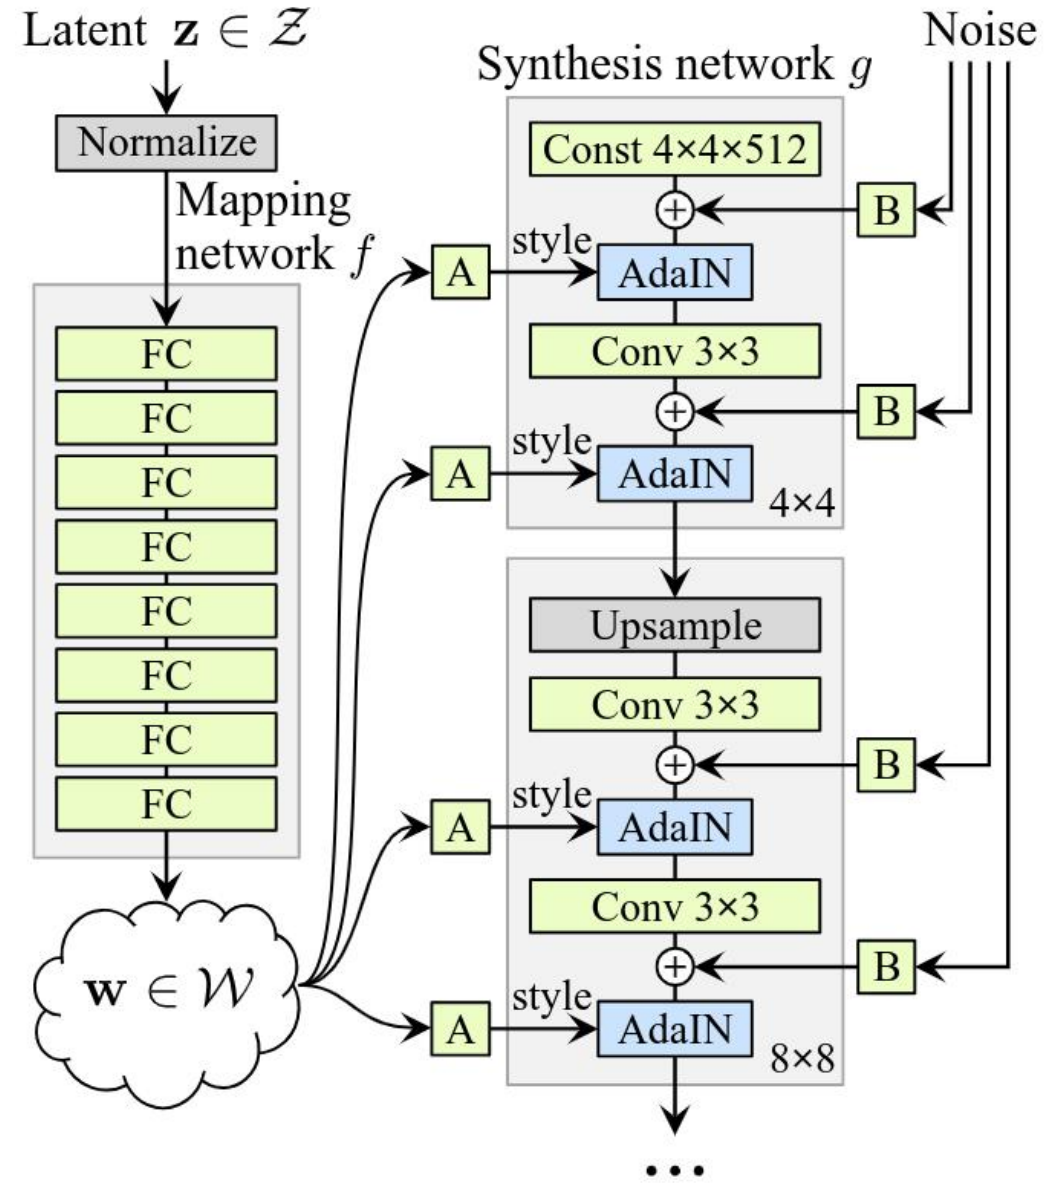 Latent z ∈ 𝒵
Normalize
Mapping
network f
FC
FC
FC
FC
FC
FC
FC
FC
w ∈ 𝒲
A
A
A
A
Synthesis network g
Const 4×4×512
+
style
AdaIN
Conv 3×3
+
style
AdaIN
4×4
Upsample
Conv 3×3
+
style
AdaIN
Conv 3×3
+
style
AdaIN
8×8
...
Noise
B
B
B
B